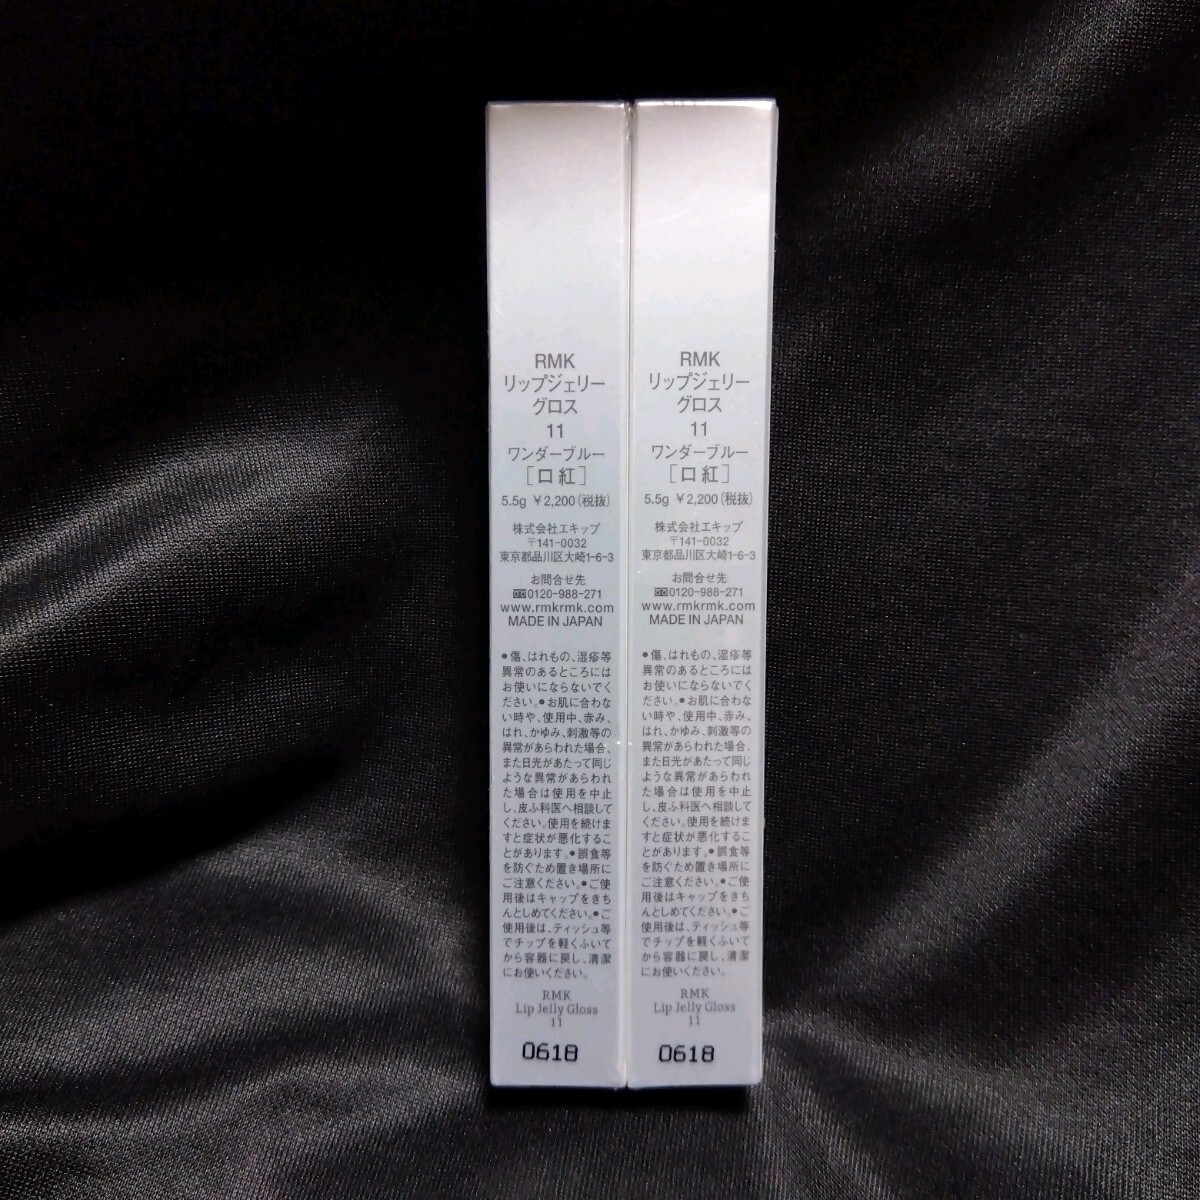 RMK
リップジェリー
グロス
11
ワンダーブルー
［口紅］
5.5g ￥2,200（税抜）
株式会社エキップ
〒141-0032
東京都品川区大崎1-6-3
お問合せ先
0120-988-271
www.rmkrmk.com
MADE IN JAPAN
●傷、はれもの、湿疹等
異常のあるところには
お使いにならないでく
ださい。●お肌に合わな
い時や、使用中、赤み、
はれ、かゆみ、刺激等の
異常があらわれた場合、
また日光があたって同じ
ような異常があらわれ
た場合は使用を中止
し、皮ふ科医へ相談して
ください。使用を続けま
すと症状が悪化するこ
とがあります。●誤食等
を防ぐため置き場所に
ご注意ください。●ご使
用後はキャップをきち
んとしめてください。●ご
使用後は、ティッシュ等
でチップを軽くふいて
から容器に戻し、清潔
にお使いください。
RMK
Lip Jelly Gloss
11
0618
RMK
リップジェリー
グロス
11
ワンダーブルー
［口紅］
5.5g ￥2,200（税抜）
株式会社エキップ
〒141-0032
東京都品川区大崎1-6-3
お問合せ先
0120-988-271
www.rmkrmk.com
MADE IN JAPAN
●傷、はれもの、湿疹等
異常のあるところには
お使いにならないでく
ださい。●お肌に合わな
い時や、使用中、赤み、
はれ、かゆみ、刺激等の
異常があらわれた場合、
また日光があたって同じ
ような異常があらわれ
た場合は使用を中止
し、皮ふ科医へ相談して
ください。使用を続けま
すと症状が悪化するこ
とがあります。●誤食等
を防ぐため置き場所に
ご注意ください。●ご使
用後はキャップをきち
んとしめてください。●ご
使用後は、ティッシュ等
でチップを軽くふいて
から容器に戻し、清潔
にお使いください。
RMK
Lip Jelly Gloss
11
0618